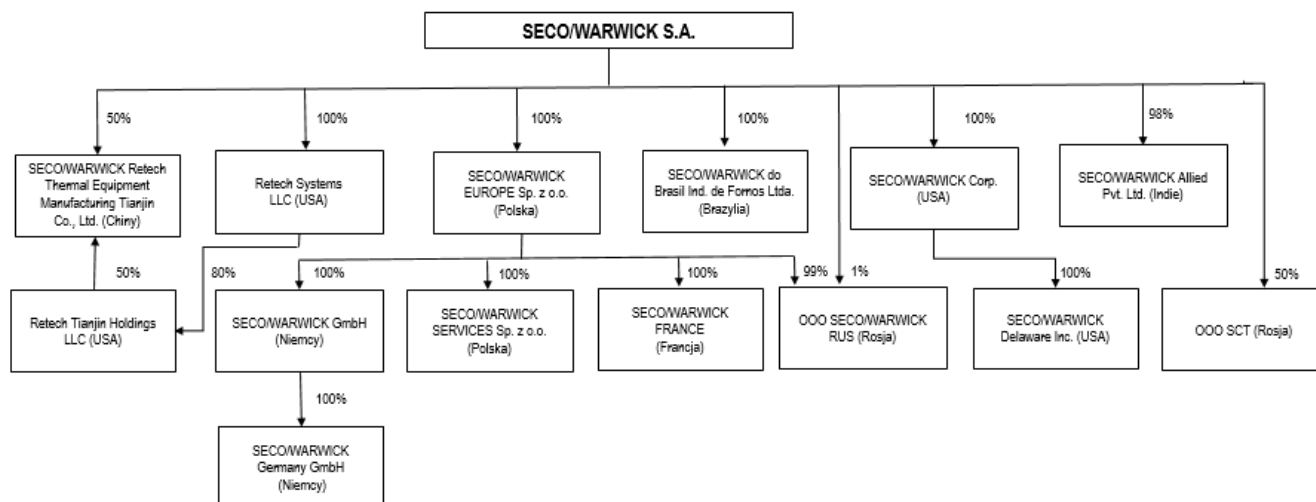 SECO/WARWICK S.A.
50%
100%
100%
100%
100%
98%
SECO/WARWICK Retech
Thermal Equipment
Manufacturing Tianjin
Co., Ltd. (Chiny)
Retech Systems
LLC (USA)
SECO/WARWICK
EUROPE Sp. z o.o.
(Polska)
SECO/WARWICK do
Brasil Ind. de Fornos Ltda.
(Brazylia)
SECO/WARWICK Corp.
(USA)
SECO/WARWICK Allied
Pvt. Ltd. (Indie)
50%
80%
100%
100%
100%
99%
1%
100%
50%
Retech Tianjin Holdings
LLC (USA)
SECO/WARWICK GmbH
(Niemcy)
SECO/WARWICK
SERVICES Sp. z o.o.
(Polska)
SECO/WARWICK
FRANCE
(Francja)
OOO SECO/WARWICK
RUS (Rosja)
SECO/WARWICK
Delaware Inc. (USA)
OOO SCT (Rosja)
100%
SECO/WARWICK
Germany GmbH
(Niemcy)